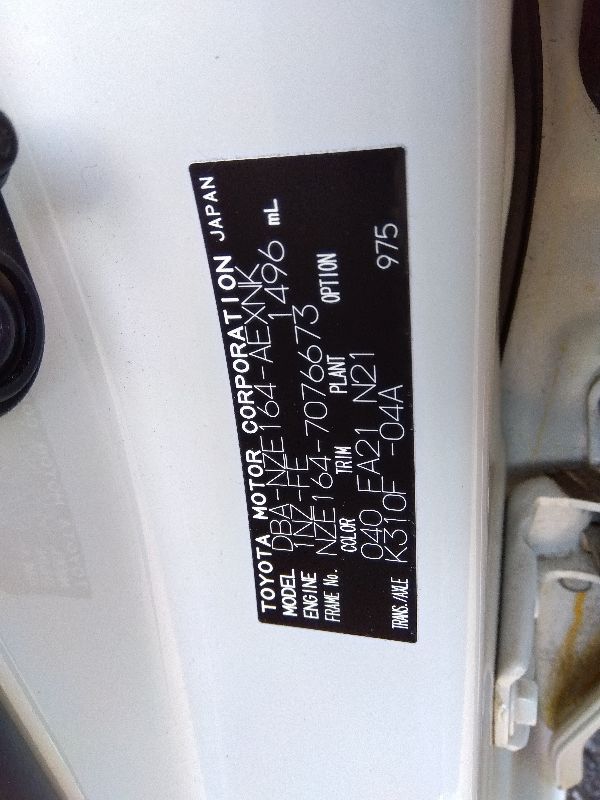 TOYOTA MOTOR CORPORATION JAPAN
MODEL DBA-NZE164-AEXNK
ENGINE 1NZ-FE 1496 mL
FRAME No. NZE164-7076673
COLOR TRIM PLANT OPTION
040 FA21 N21
TRANS./AXLE K310F -04A 975